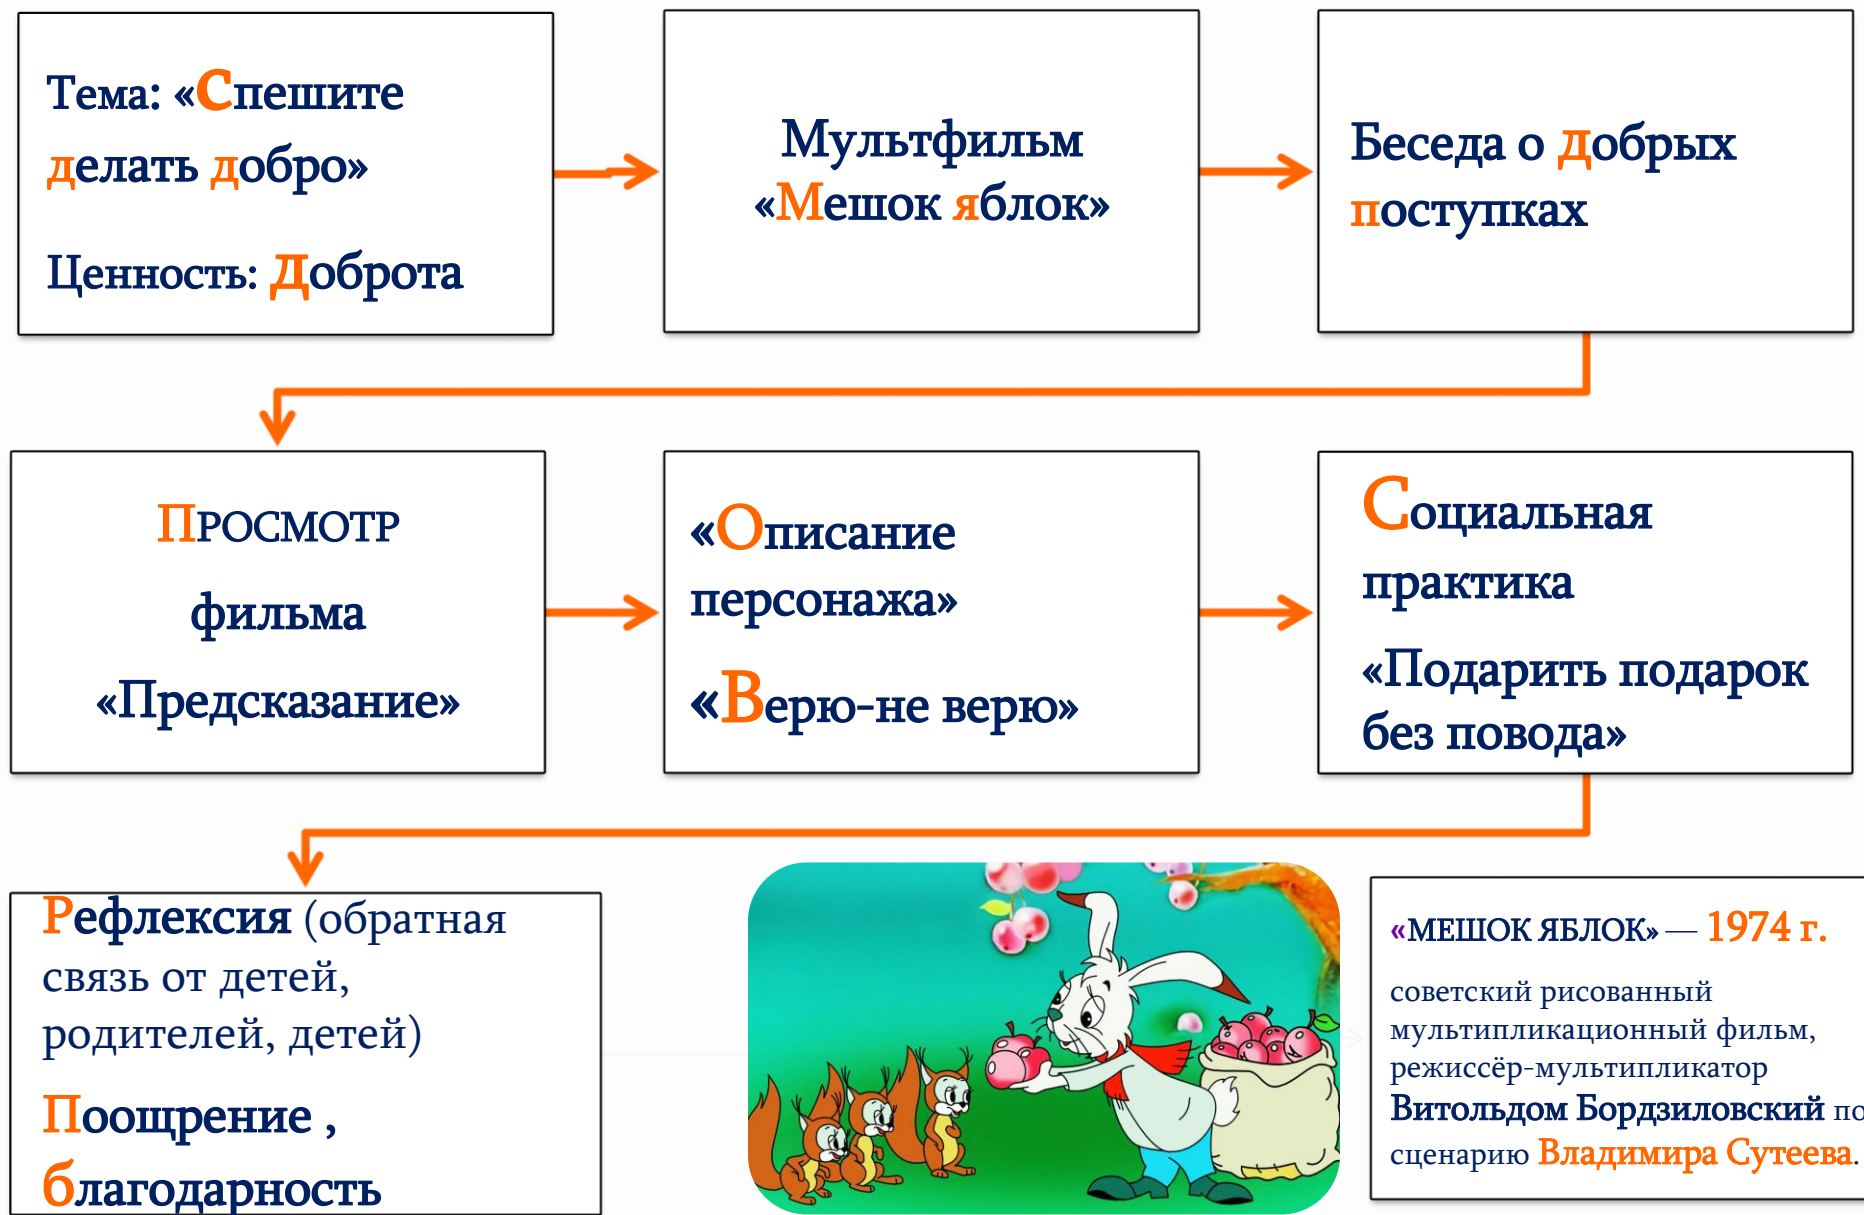 Тема: «Спешите
делать добро»
Ценность: Доброта
Мультфильм
«Мешок яблок»
Беседа о добрых
поступках
ПРОСМОТР
фильма
«Предсказание»
«Описание
персонажа»
«Верю-не верю»
Социальная
практика
«Подарить подарок
без повода»
Рефлексия (обратная
связь от детей,
родителей, детей)
Поощрение ,
благодарность
«МЕШОК ЯБЛОК» — 1974 г.
советский рисованный
мультипликационный фильм,
режиссёр-мультипликатор
Витольдом Бордзиловский по
сценарию Владимира Сутеева.